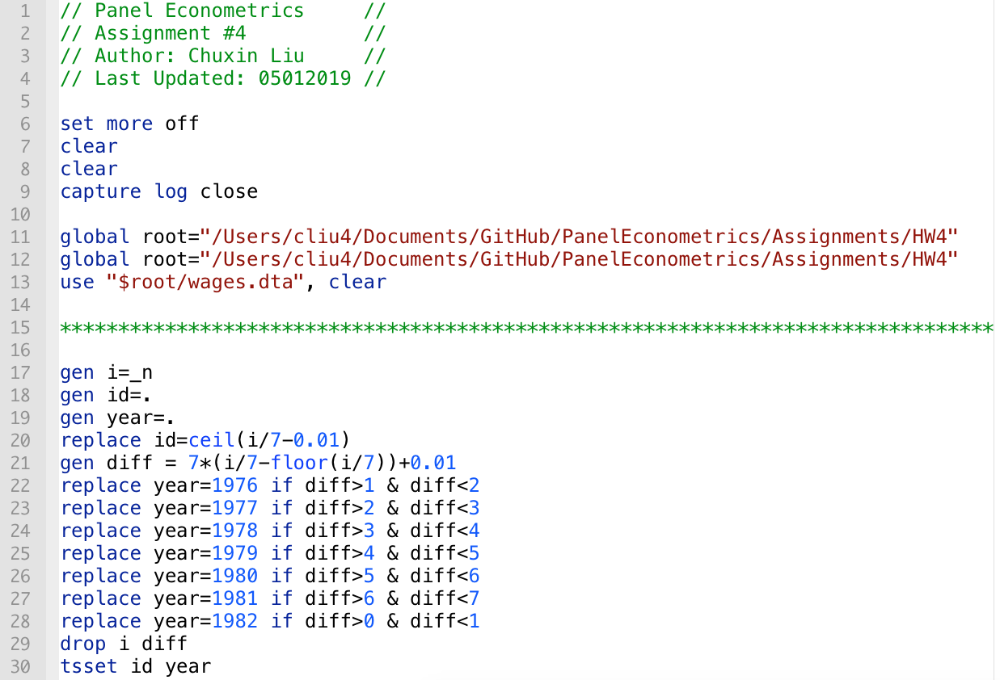 1 // Panel Econometrics     //
2 // Assignment #4          //
3 // Author: Chuxin Liu     //
4 // Last Updated: 05012019 //
5
6 set more off
7 clear
8 clear
9 capture log close
10
11 global root="/Users/cliu4/Documents/GitHub/PanelEconometrics/Assignments/HW4"
12 global root="/Users/cliu4/Documents/GitHub/PanelEconometrics/Assignments/HW4"
13 use "$root/wages.dta", clear
14
15 ********************************************************************************
16
17 gen i=_n
18 gen id=.
19 gen year=.
20 replace id=ceil(i/7-0.01)
21 gen diff = 7*(i/7-floor(i/7))+0.01
22 replace year=1976 if diff>1 & diff<2
23 replace year=1977 if diff>2 & diff<3
24 replace year=1978 if diff>3 & diff<4
25 replace year=1979 if diff>4 & diff<5
26 replace year=1980 if diff>5 & diff<6
27 replace year=1981 if diff>6 & diff<7
28 replace year=1982 if diff>0 & diff<1
29 drop i diff
30 tsset id year